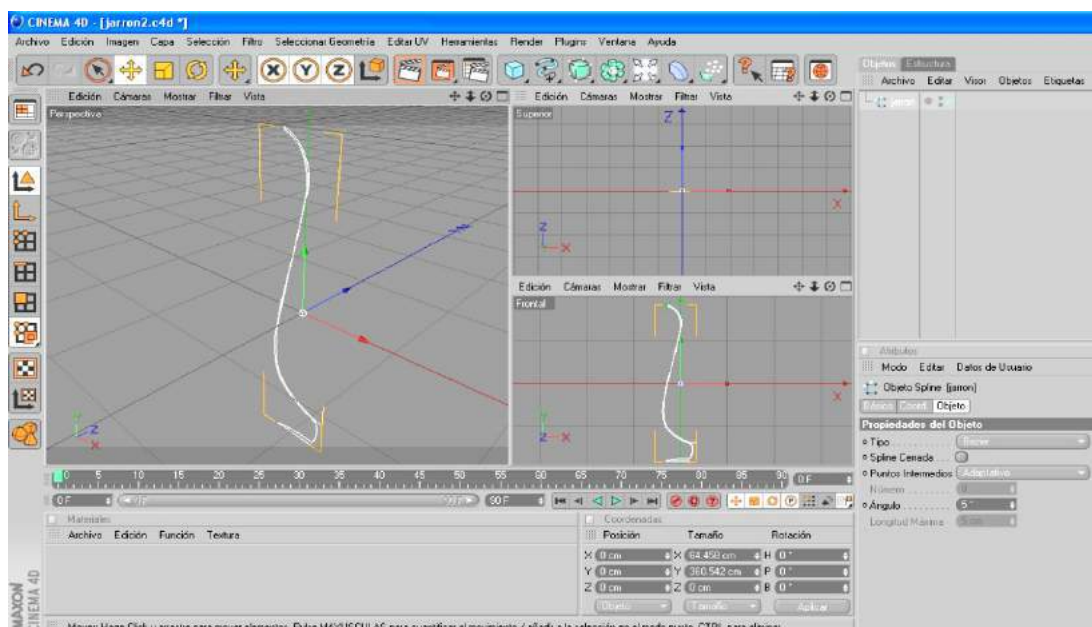 CINEMA 4D - [jarron2.c4d *]
Archivo Edición Imagen Capa Selección Filtro Seleccionar Geometría Editar UV Herramientas Render Plugins Ventana Ayuda
Objetos Estructura
Archivo Editar Visor Objetos Etiquetas
jarron
Edición Cámaras Mostrar Filtrar Vista
Perspectiva
Edición Cámaras Mostrar Filtrar Vista
Superior
Z
X
Z
X
Edición Cámaras Mostrar Filtrar Vista
Frontal
X
Z X
Y
Z
X
Atributos
Modo Editar Datos de Usuario
Objeto Spline [jarron]
Básico Coord. Objeto
Propiedades del Objeto
Tipo Bezier
Spline Cerrada
Puntos Intermedios Adaptativo
Número
Ángulo 5 °
Longitud Máxima 5 cm
0 5 10 15 20 25 30 35 40 45 50 55 60 65 70 75 80 85 90 0 F
0 F 90 F
Materiales
Archivo Edición Función Textura
Coordenadas
Posición Tamaño Rotación
X 0 cm X 64.458 cm H 0 °
Y 0 cm Y 360.542 cm P 0 °
Z 0 cm Z 0 cm B 0 °
Objeto Tamaño Aplicar
MAXON
CINEMA 4D